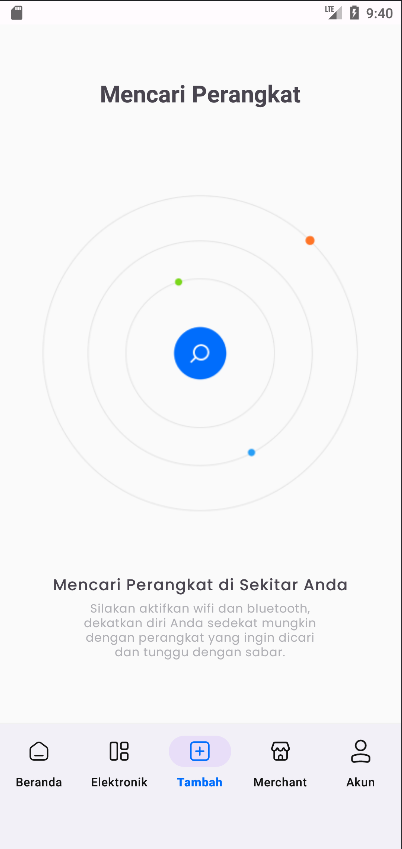 LTE 9:40
Mencari Perangkat
Mencari Perangkat di Sekitar Anda
Silakan aktifkan wifi dan bluetooth,
dekatkan diri Anda sedekat mungkin
dengan perangkat yang ingin dicari
dan tunggu dengan sabar.
Beranda Elektronik Tambah Merchant Akun